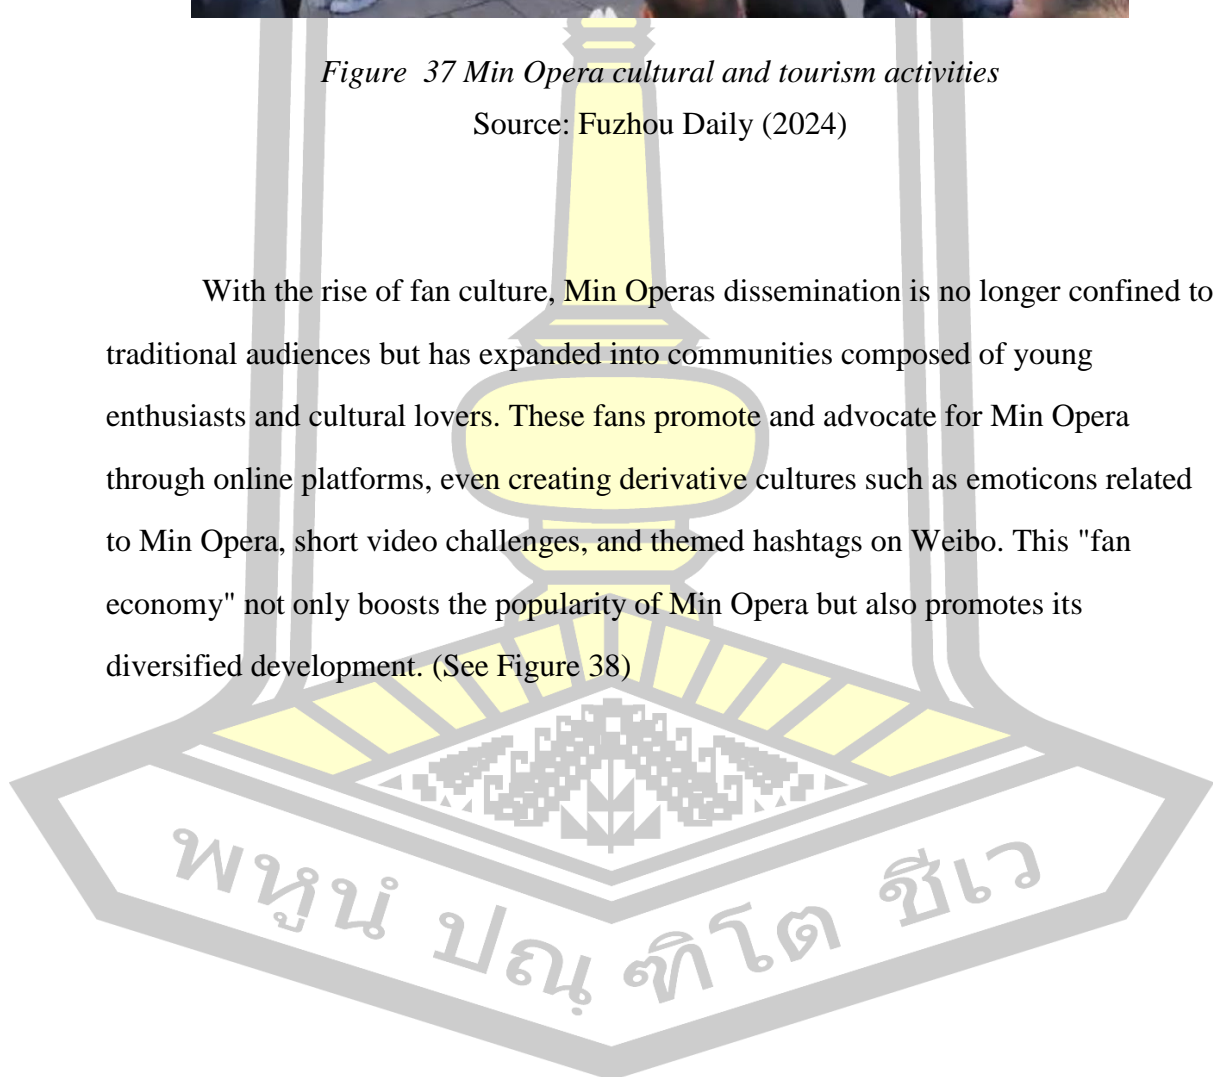 Figure  37 Min Opera cultural and tourism activities
Source: Fuzhou Daily (2024)
With the rise of fan culture, Min Operas dissemination is no longer confined to
traditional audiences but has expanded into communities composed of young
enthusiasts and cultural lovers. These fans promote and advocate for Min Opera
through online platforms, even creating derivative cultures such as emoticons related
to Min Opera, short video challenges, and themed hashtags on Weibo. This "fan
economy" not only boosts the popularity of Min Opera but also promotes its
diversified development. (See Figure 38)
พหูนํ ปณฺฑิโต ชีเว